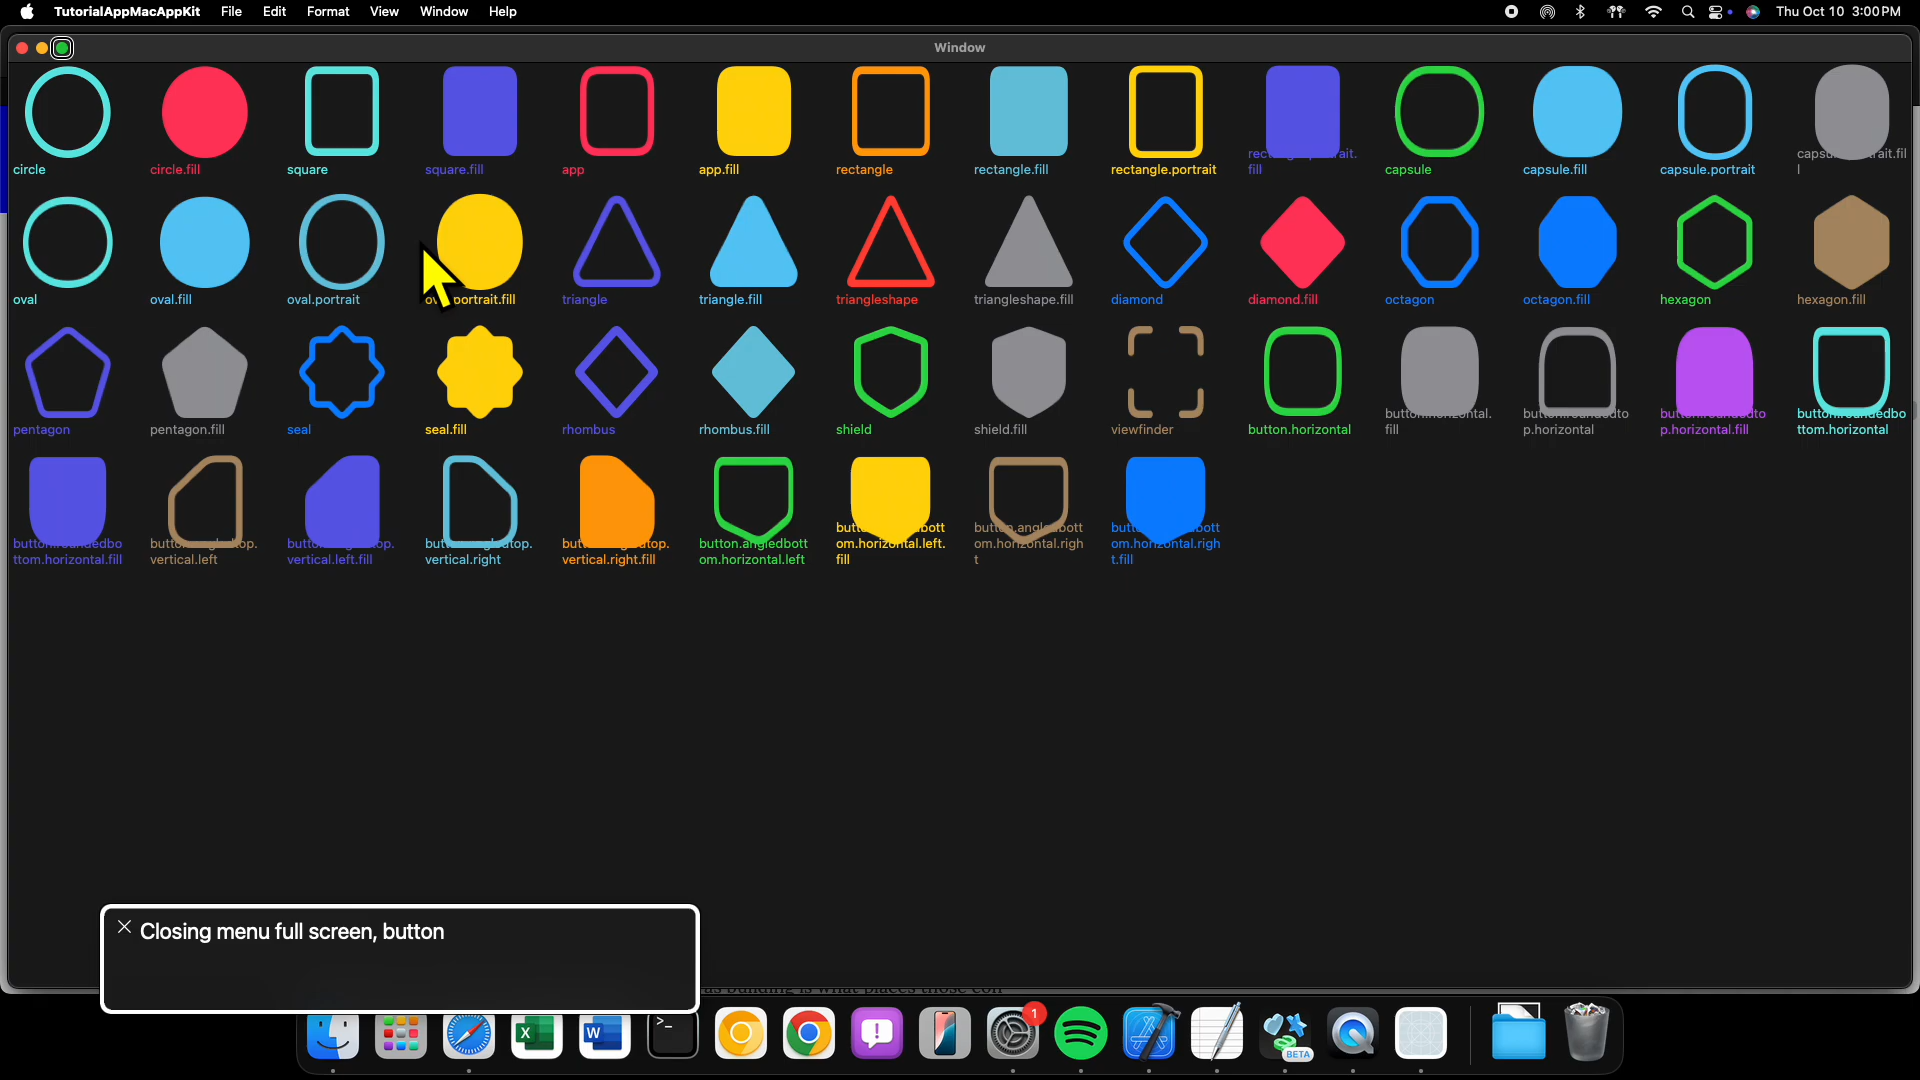 TutorialAppMacAppKit File Edit Format View Window Help
Thu Oct 10 3:00PM
Window
circle circle.fill square square.fill app app.fill rectangle rectangle.fill rectangle.portrait
fill
capsule capsule.fill capsule.portrait
l
oval oval.fill oval.portrait
portrait.fill
triangle triangle.fill triangleshape triangleshape.fill diamond diamond.fill octagon octagon.fill hexagon hexagon.fill
pentagon pentagon.fill seal seal.fill rhombus rhombus.fill shield shield.fill viewfinder button.horizontal
fill
p.horizontal
p.horizontal.fill
ttom.horizontal
ttom.horizontal.fill
vertical.left
vertical.left.fill
vertical.right
vertical.right.fill
button.angledbott
om.horizontal.left
om.horizontal.left.
fill
om.horizontal.righ
t
om.horizontal.righ
t.fill
Closing menu full screen, button
1
BETA